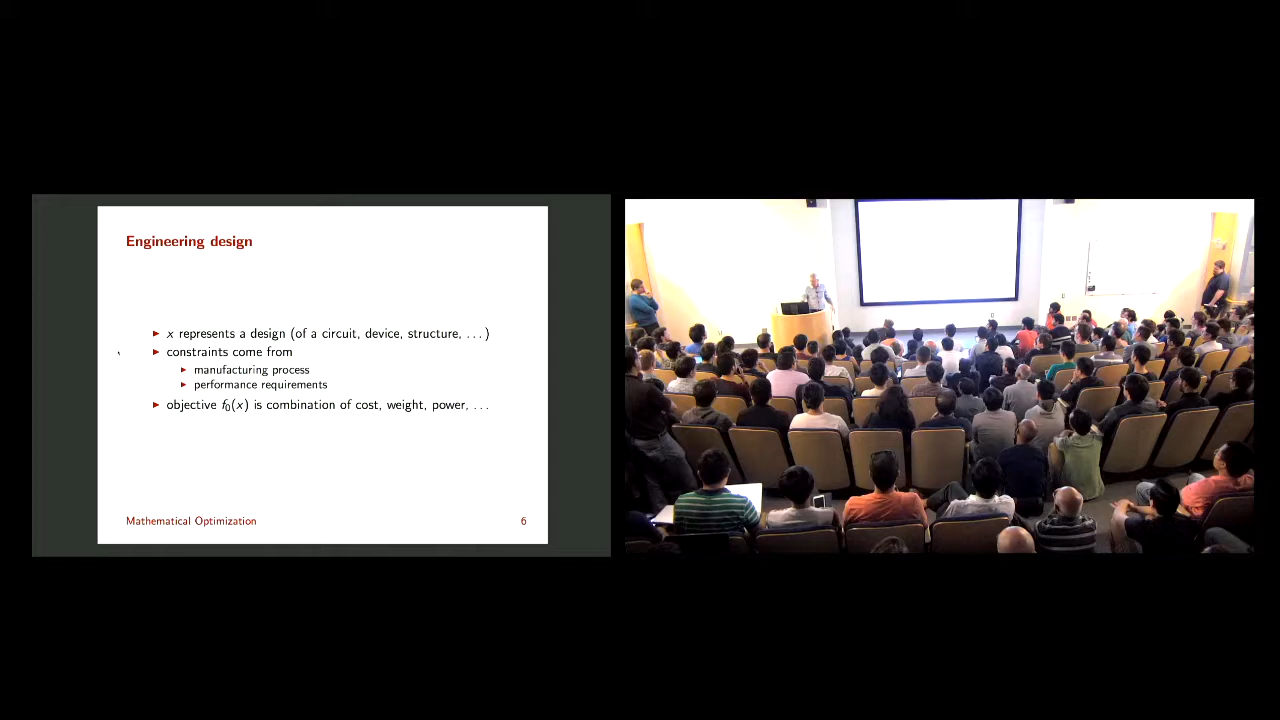 Engineering design
▶ x represents a design (of a circuit, device, structure, . . . )
▶ constraints come from
▶ manufacturing process
▶ performance requirements
▶ objective f₀(x) is combination of cost, weight, power, . . .
Mathematical Optimization 6